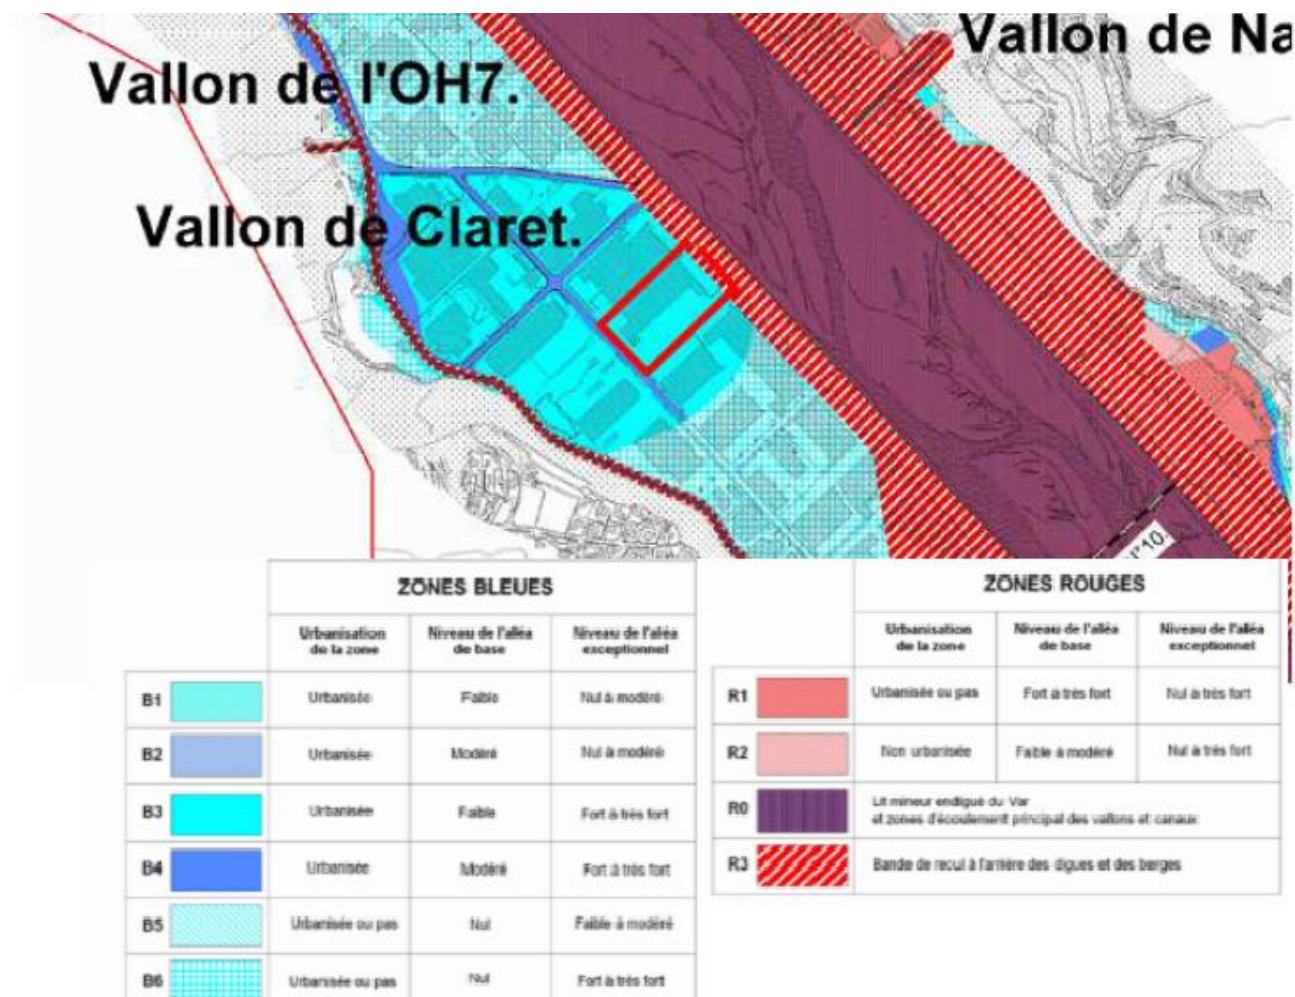 Vallon de Na
Vallon de l'OH7.
Vallon de Claret.
n°10.
ZONES BLEUES
Urbanisation de la zone
Niveau de l'aléa de base
Niveau de l'aléa exceptionnel
B1 Urbanisée Faible Nul à modéré
B2 Urbanisée Modéré Nul à modéré
B3 Urbanisée Faible Fort à très fort
B4 Urbanisée Modéré Fort à très fort
B5 Urbanisée ou pas Nul Faible à modéré
B6 Urbanisée ou pas Nul Fort à très fort
ZONES ROUGES
Urbanisation de la zone
Niveau de l'aléa de base
Niveau de l'aléa exceptionnel
R1 Urbanisée ou pas Fort à très fort Nul à très fort
R2 Non urbanisée Faible à modéré Nul à très fort
R0 Lit mineur endigué du Var
et zones d'écoulement principal des vallons et canaux
R3 Bande de recul à l'arrière des digues et des berges